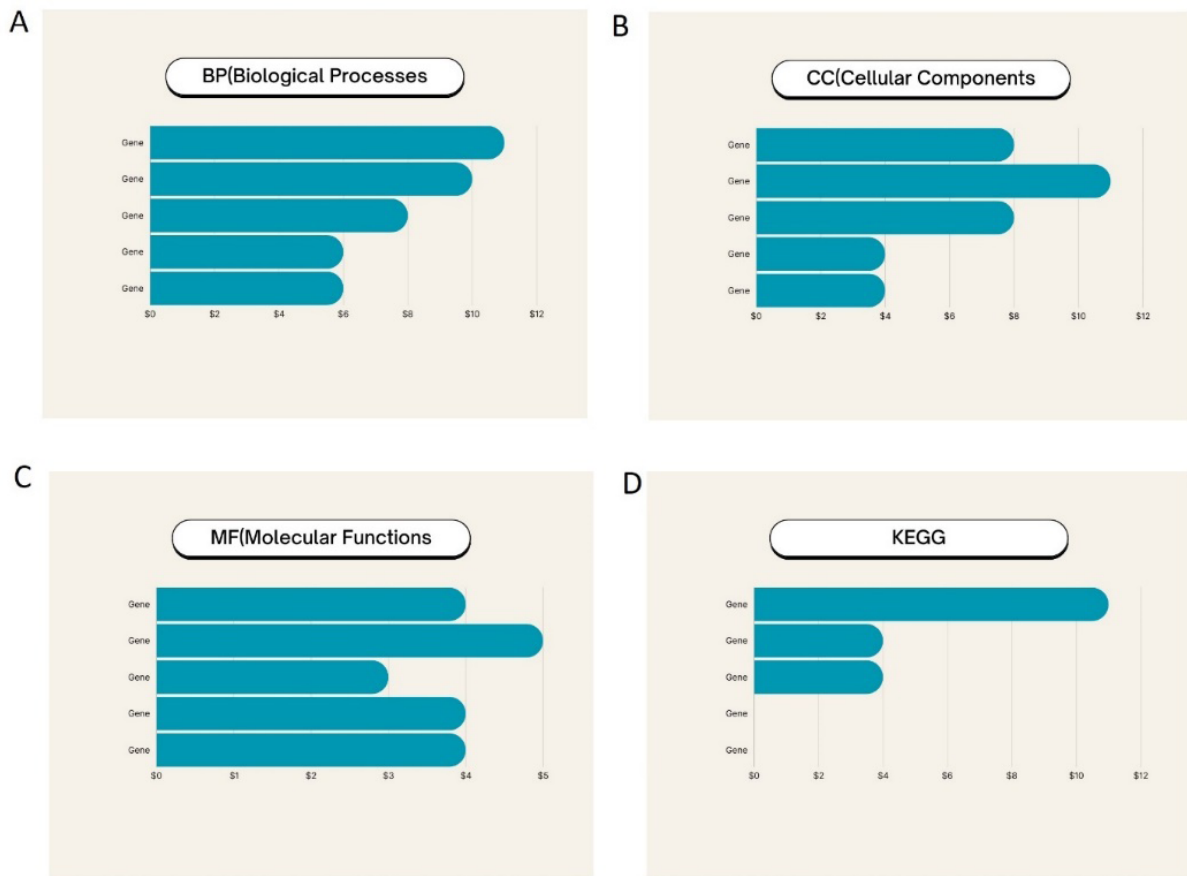 A
BP(Biological Processes
Gene
Gene
Gene
Gene
Gene
$0 $2 $4 $6 $8 $10 $12
B
CC(Cellular Components
Gene
Gene
Gene
Gene
Gene
$0 $2 $4 $6 $8 $10 $12
C
MF(Molecular Functions
Gene
Gene
Gene
Gene
Gene
$0 $1 $2 $3 $4 $5
D
KEGG
Gene
Gene
Gene
Gene
Gene
$0 $2 $4 $6 $8 $10 $12